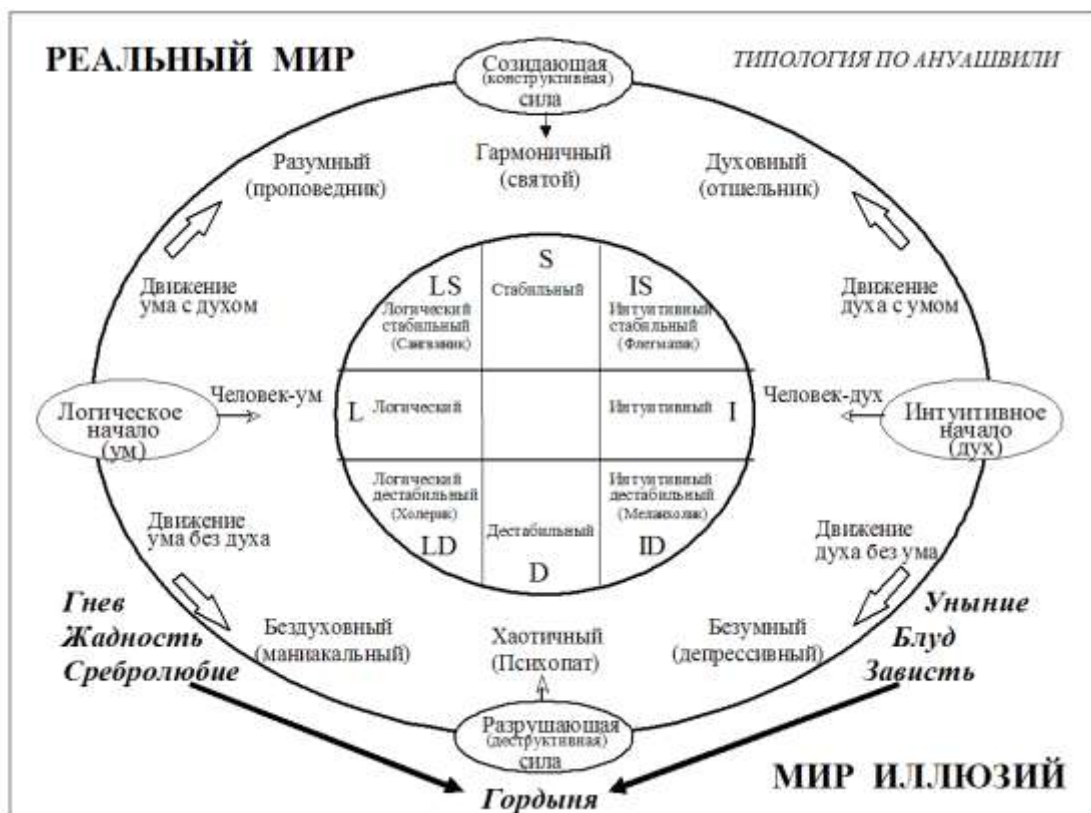 РЕАЛЬНЫЙ МИР
ТИПОЛОГИЯ ПО АНУАШВИЛИ
Созидающая
(конструктивная)
сила
Гармоничный
(святой)
Разумный
(проповедник)
Духовный
(отшельник)
Движение
ума с духом
Движение
духа с умом
S
Стабильный
LS
Логический
стабильный
(Сангвиник)
IS
Интуитивный
стабильный
(Флегматик)
Логическое
начало
(ум)
Человек-ум
L
Логический
Интуитивный
I
Человек-дух
Интуитивное
начало
(дух)
Логический
дестабильный
(Холерик)
LD
Дестабильный
D
Интуитивный
дестабильный
(Меланхолик)
ID
Движение
ума без духа
Движение
духа без ума
Гнев
Жадность
Сребролюбие
Бездуховный
(маниакальный)
Хаотичный
(Психопат)
Безумный
(депрессивный)
Уныние
Блуд
Зависть
Разрушающая
(деструктивная)
сила
Гордыня
МИР ИЛЛЮЗИЙ